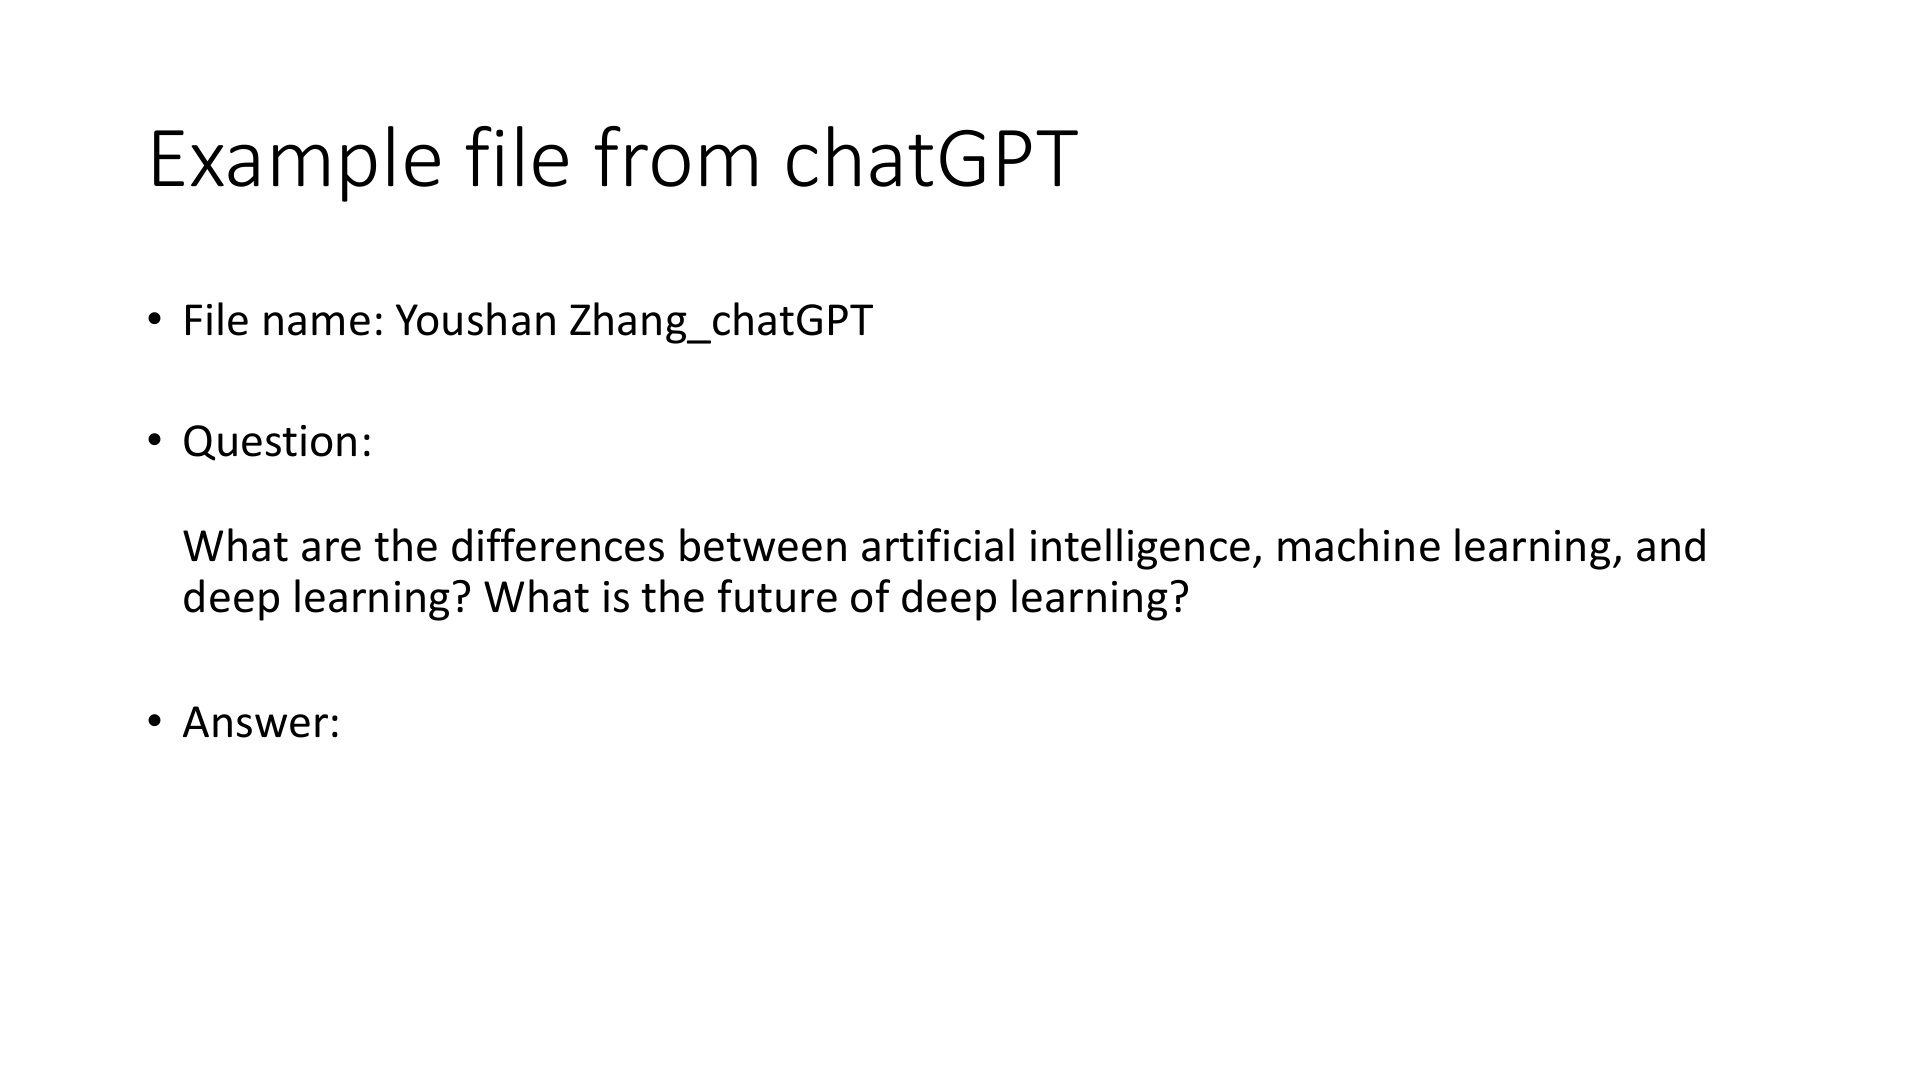 Example file from chatGPT
• File name: Youshan Zhang_chatGPT
• Question:
What are the differences between artificial intelligence, machine learning, and
deep learning? What is the future of deep learning?
• Answer: